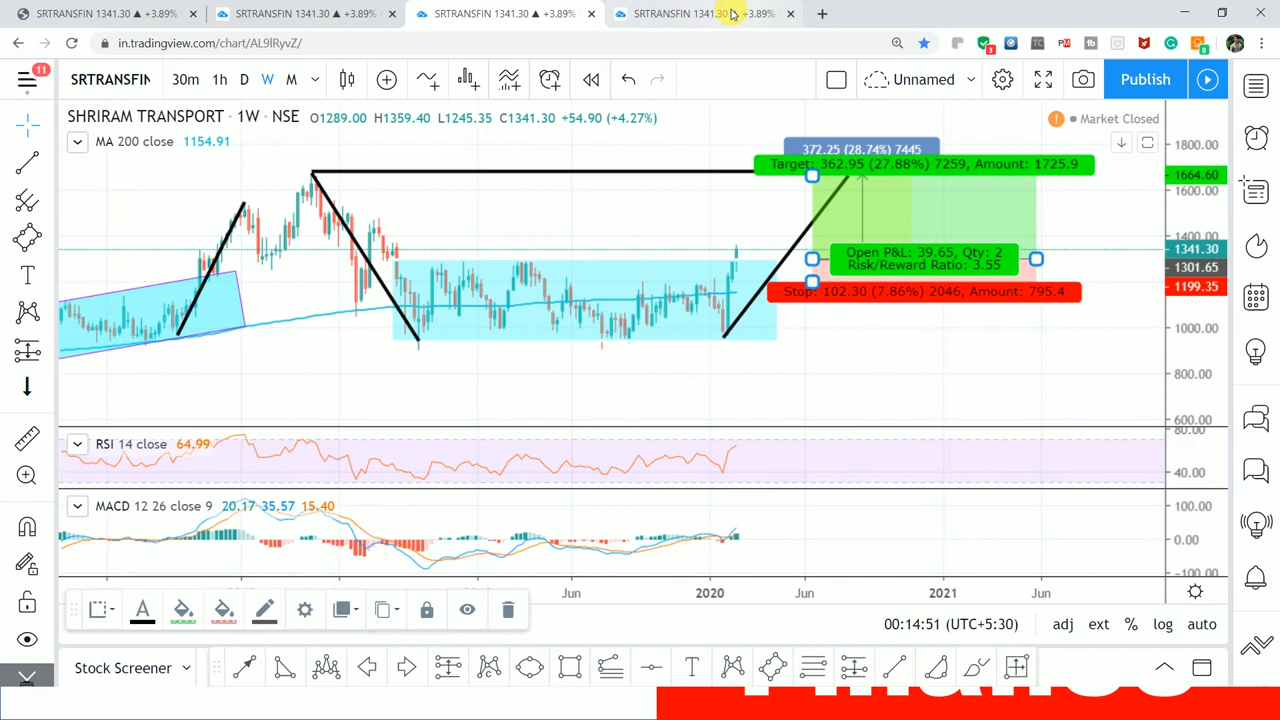 SRTRANSFIN 1341.30 ▲ +3.89% SRTRANSFIN 1341.30 ▲ +3.89% SRTRANSFIN 1341.30 ▲ +3.89% SRTRANSFIN 1341.30 +3.89%
in.tradingview.com/chart/AL9lRyvZ/
11 SRTRANSFIN 30m 1h D W M Unnamed Publish
SHRIRAM TRANSPORT · 1W · NSE O1289.00 H1359.40 L1245.35 C1341.30 +54.90 (+4.27%) Market Closed
MA 200 close 1154.91
372.25 (28.74%) 7445
Target: 362.95 (27.88%) 7259, Amount: 1725.9
Open P&L: 39.65, Qty: 2
Risk/Reward Ratio: 3.55
Stop: 102.30 (7.86%) 2046, Amount: 795.4
1800.00
1664.60
1600.00
1400.00
1341.30
1301.65
1199.35
1000.00
800.00
600.00
RSI 14 close 64.99
80.00
40.00
MACD 12 26 close 9 20.17 35.57 15.40
100.00
0.00
-100.00
Jun 2020 Jun 2021 Jun
00:14:51 (UTC+5:30) adj ext % log auto
Stock Screener